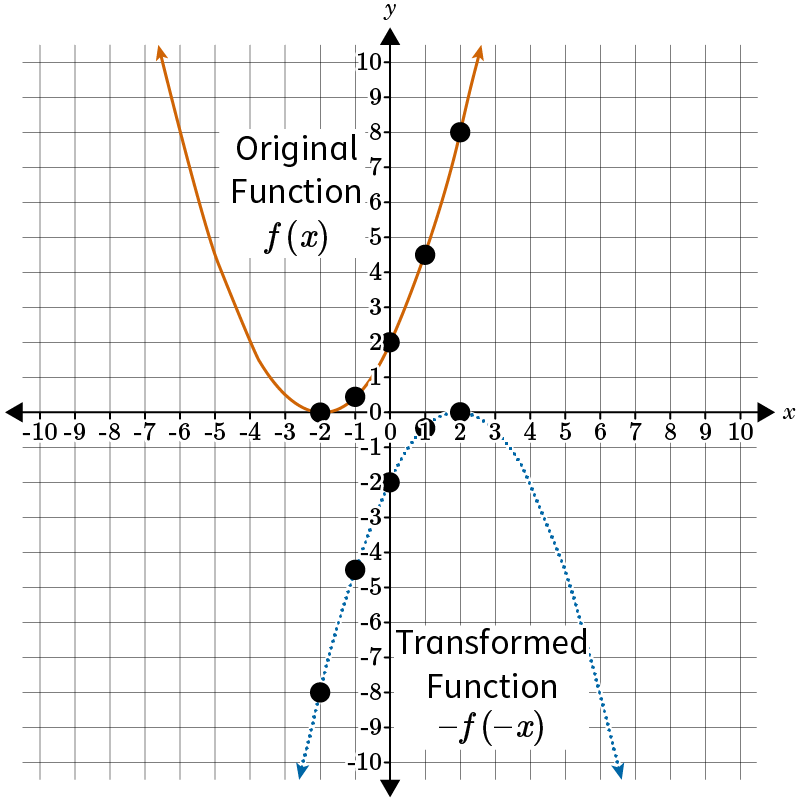 y
10
9
8
Original
7
Function
6
f (x)
5
4
3
2
1
0
x
-10 -9 -8 -7 -6 -5 -4 -3 -2 -1 0 1 2 3 4 5 6 7 8 9 10
-1
-2
-3
-4
-5
-6
Transformed
-7
Function
-8
−f (−x)
-9
-10